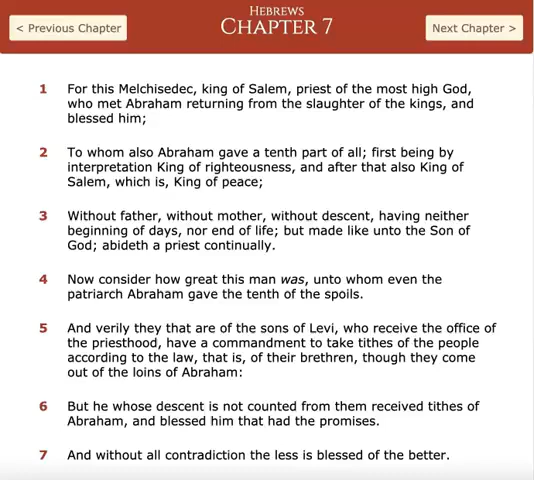 HEBREWS
< Previous Chapter
CHAPTER 7
Next Chapter >
1 For this Melchisedec, king of Salem, priest of the most high God,
who met Abraham returning from the slaughter of the kings, and
blessed him;
2 To whom also Abraham gave a tenth part of all; first being by
interpretation King of righteousness, and after that also King of
Salem, which is, King of peace;
3 Without father, without mother, without descent, having neither
beginning of days, nor end of life; but made like unto the Son of
God; abideth a priest continually.
4 Now consider how great this man was, unto whom even the
patriarch Abraham gave the tenth of the spoils.
5 And verily they that are of the sons of Levi, who receive the office of
the priesthood, have a commandment to take tithes of the people
according to the law, that is, of their brethren, though they come
out of the loins of Abraham:
6 But he whose descent is not counted from them received tithes of
Abraham, and blessed him that had the promises.
7 And without all contradiction the less is blessed of the better.